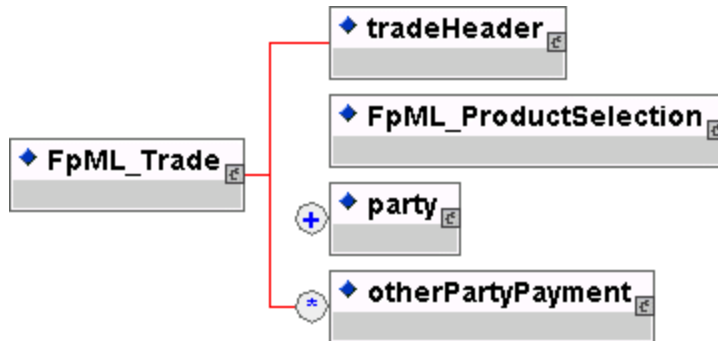 tradeHeader
FpML_ProductSelection
FpML_Trade
party
+
otherPartyPayment
*